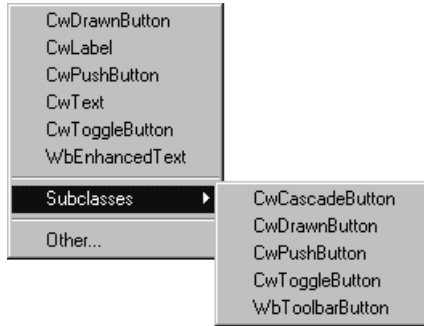 CwDrawnButton
CwLabel
CwPushButton
CwText
CwToggleButton
WbEnhancedText
Subclasses
Other...
CwCascadeButton
CwDrawnButton
CwPushButton
CwToggleButton
WbToolbarButton